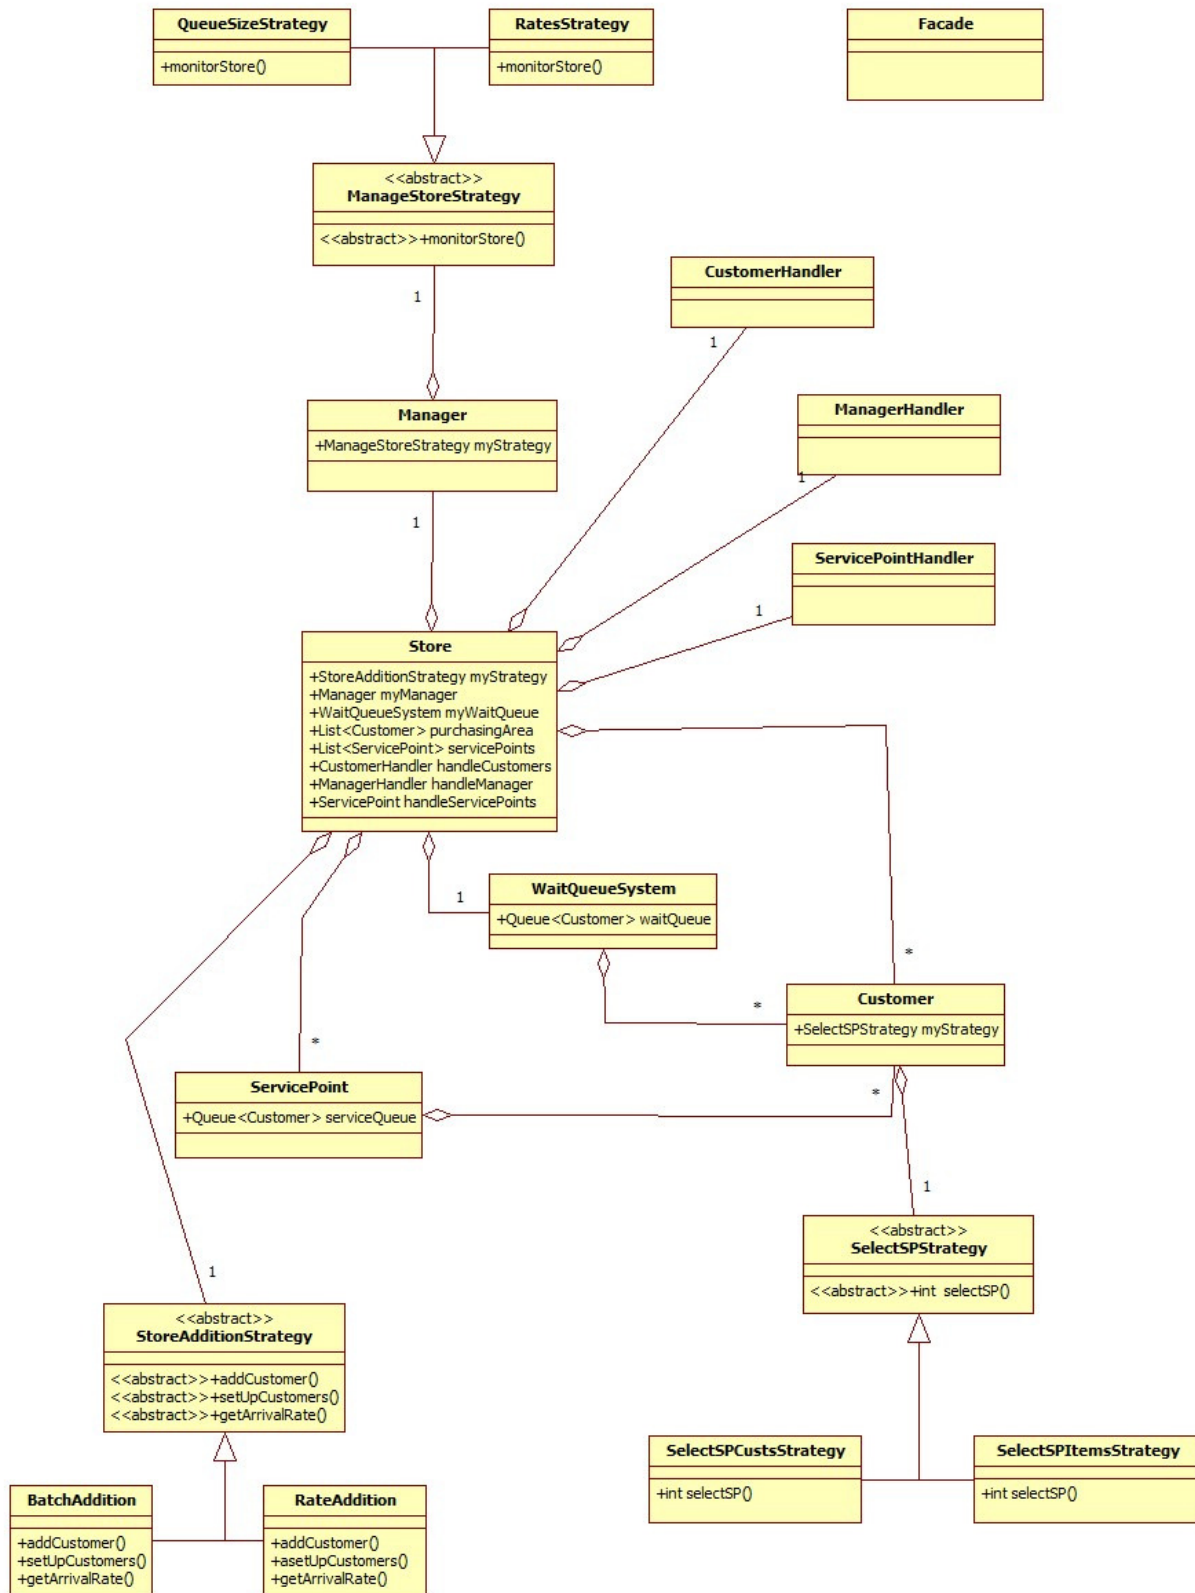 QueueSizeStrategy
+monitorStore()
RatesStrategy
+monitorStore()
Facade
<<abstract>>
ManageStoreStrategy
<<abstract>>+monitorStore()
1
CustomerHandler
1
Manager
+ManageStoreStrategy myStrategy
1
ManagerHandler
1
ServicePointHandler
1
Store
+StoreAdditionStrategy myStrategy
+Manager myManager
+WaitQueueSystem myWaitQueue
+List<Customer> purchasingArea
+List<ServicePoint> servicePoints
+CustomerHandler handleCustomers
+ManagerHandler handleManager
+ServicePoint handleServicePoints
WaitQueueSystem
+Queue<Customer> waitQueue
1
*
*
Customer
+SelectSPStrategy myStrategy
*
ServicePoint
+Queue<Customer> serviceQueue
*
1
<<abstract>>
SelectSPStrategy
<<abstract>>+int selectSP()
1
<<abstract>>
StoreAdditionStrategy
<<abstract>>+addCustomer()
<<abstract>>+setUpCustomers()
<<abstract>>+getArrivalRate()
SelectSPCustsStrategy
+int selectSP()
SelectSPItemsStrategy
+int selectSP()
BatchAddition
+addCustomer()
+setUpCustomers()
+getArrivalRate()
RateAddition
+addCustomer()
+asetUpCustomers()
+getArrivalRate()